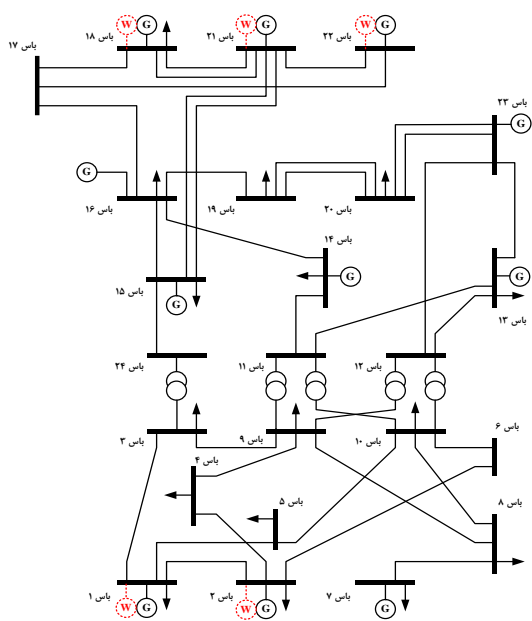 W G W G W G
باس ۱۸ باس ۲۱ باس ۲۲
باس ۱۷
باس ۲۳
G
G
باس ۱۶ باس ۱۹ باس ۲۰
باس ۱۴
G G
باس ۱۵ G
باس ۱۳
باس ۲۴ باس ۱۱ باس ۱۲
باس ۳ باس ۹ باس ۱۰ باس ۶
باس ۴
باس ۵ باس ۸
باس ۱ W G باس ۲ W G باس ۷ G